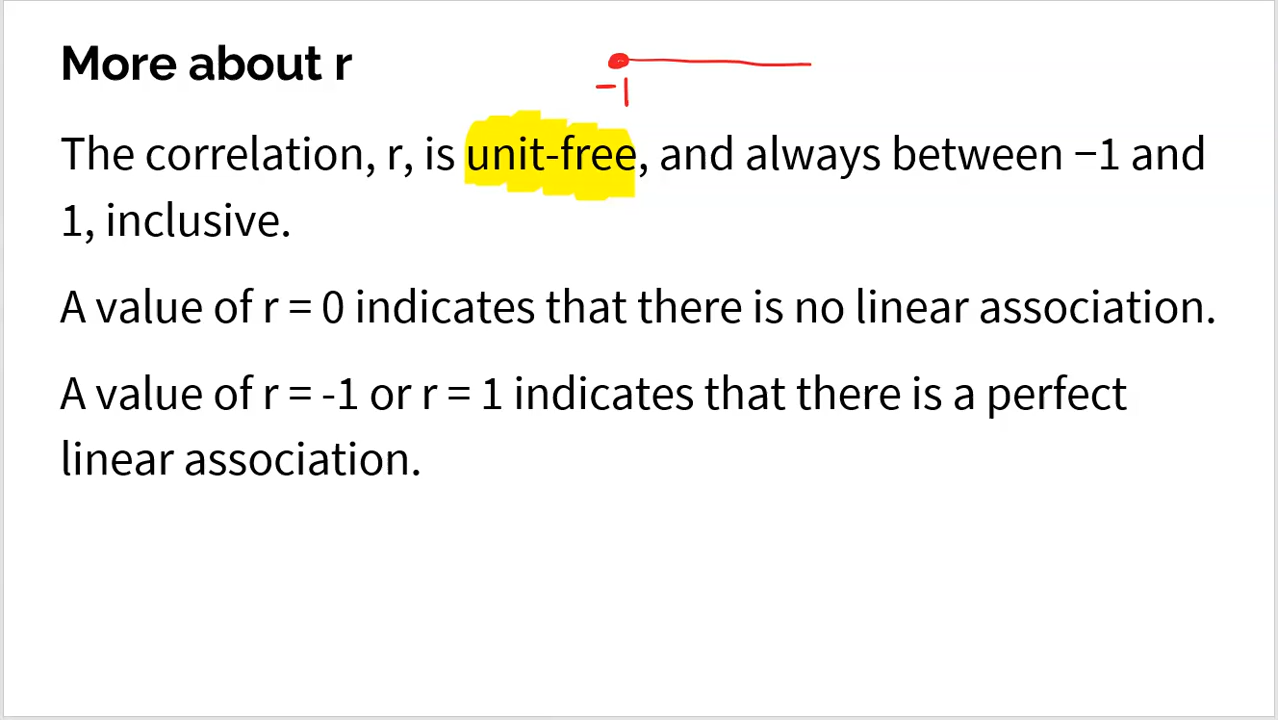 More about r
−1
The correlation, r, is unit-free, and always between −1 and
1, inclusive.
A value of r = 0 indicates that there is no linear association.
A value of r = -1 or r = 1 indicates that there is a perfect
linear association.